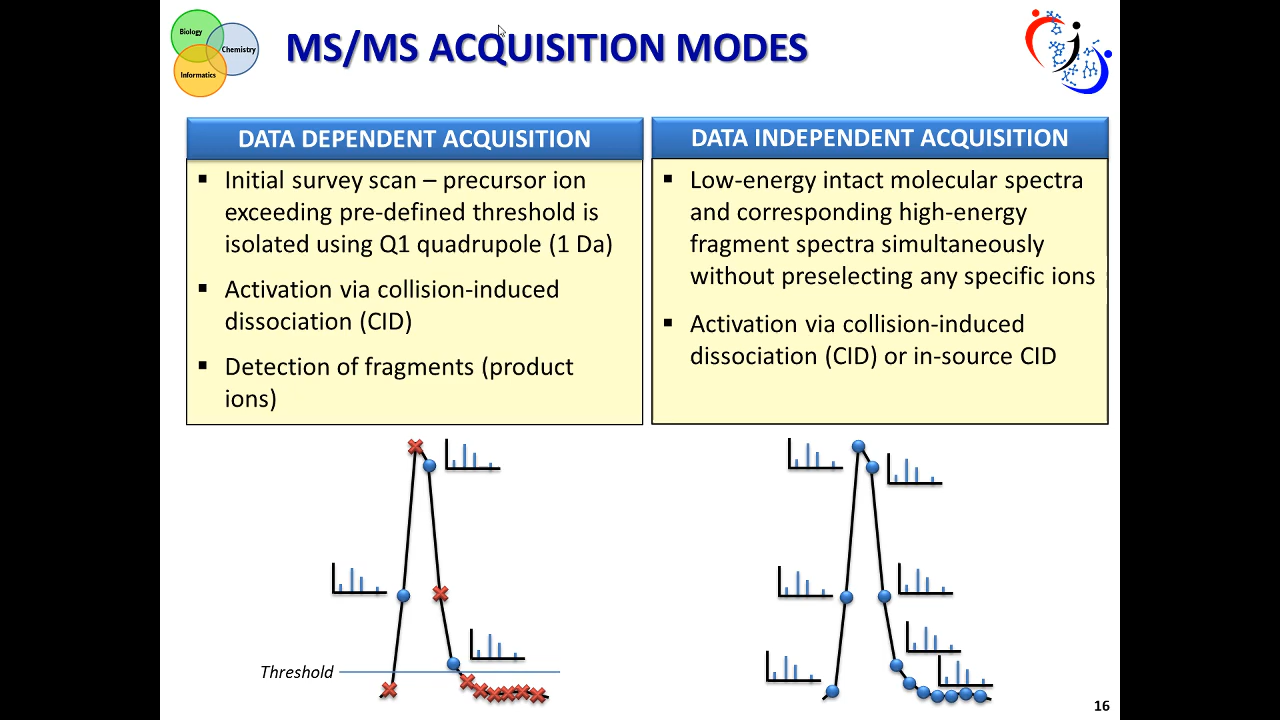 Biology
Chemistry
Informatics
MS/MS ACQUISITION MODES
DATA DEPENDENT ACQUISITION
▪ Initial survey scan – precursor ion
exceeding pre-defined threshold is
isolated using Q1 quadrupole (1 Da)
▪ Activation via collision-induced
dissociation (CID)
▪ Detection of fragments (product
ions)
DATA INDEPENDENT ACQUISITION
▪ Low-energy intact molecular spectra
and corresponding high-energy
fragment spectra simultaneously
without preselecting any specific ions
▪ Activation via collision-induced
dissociation (CID) or in-source CID
Threshold
16